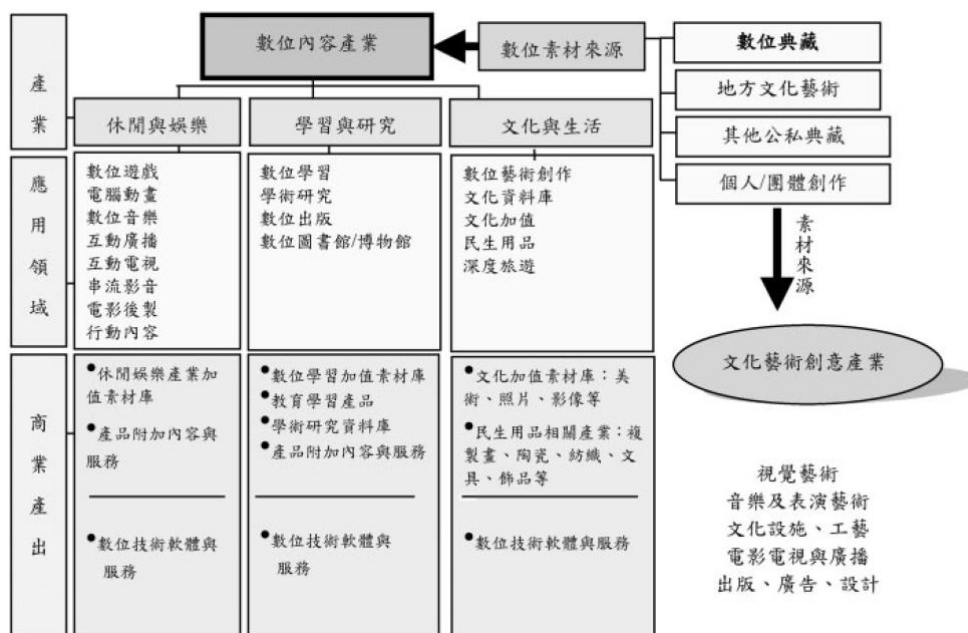 數位內容產業
數位素材來源
數位典藏
地方文化藝術
其他公私典藏
個人/團體創作
素材來源
文化藝術創意產業
視覺藝術
音樂及表演藝術
文化設施、工藝
電影電視與廣播
出版、廣告、設計
產業
休閒與娛樂
學習與研究
文化與生活
應用領域
數位遊戲
電腦動畫
數位音樂
互動廣播
互動電視
串流影音
電影後製
行動內容
數位學習
學術研究
數位出版
數位圖書館/博物館
數位藝術創作
文化資料庫
文化加值
民生用品
深度旅遊
商業產出
●休閒娛樂產業加
值素材庫
●產品附加內容與
服務
●數位技術軟體與
服務
●數位學習加值素材庫
●教育學習產品
●學術研究資料庫
●產品附加內容與服務
●數位技術軟體與
服務
●文化加值素材庫：美
術、照片、影像等
●民生用品相關產業：複
製畫、陶瓷、紡織、文
具、飾品等
●數位技術軟體與服務